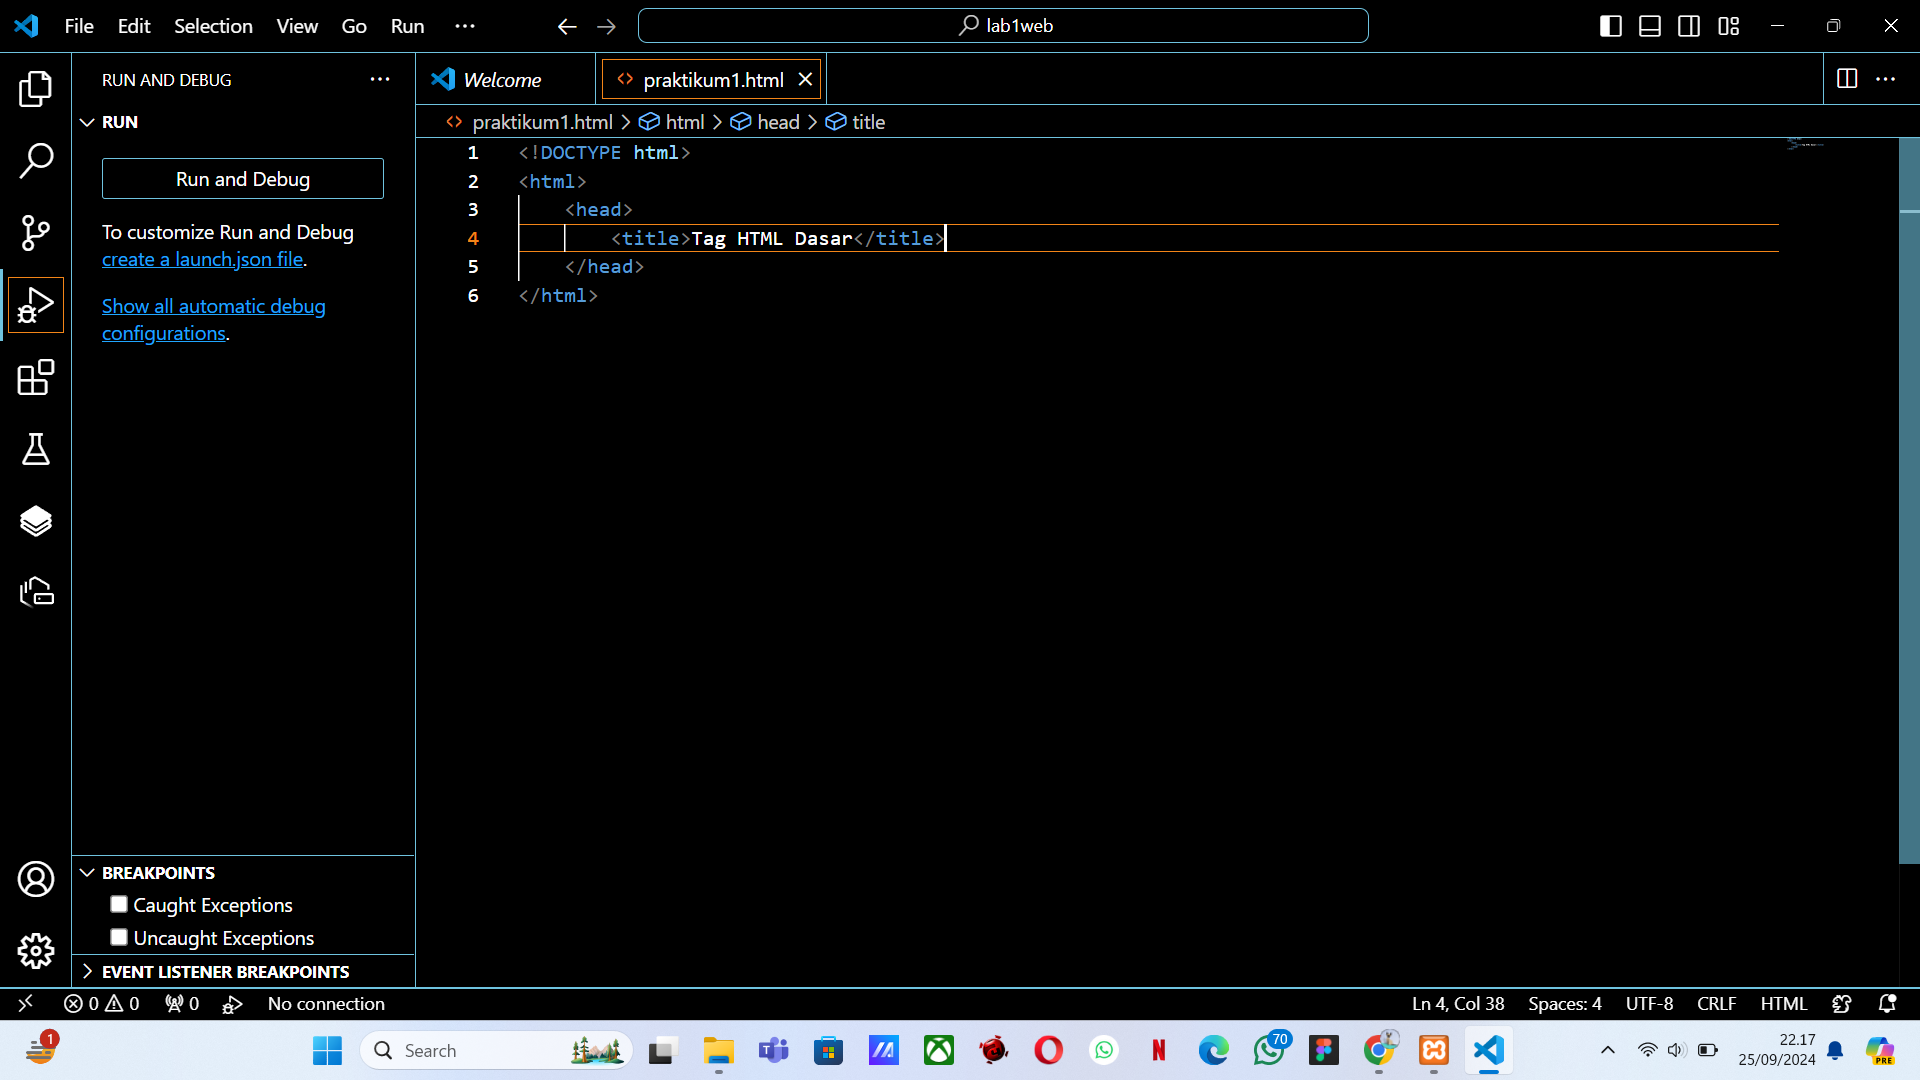 File Edit Selection View Go Run ··· lab1web
RUN AND DEBUG ···
RUN
Run and Debug
To customize Run and Debug
create a launch.json file.
Show all automatic debug
configurations.
BREAKPOINTS
Caught Exceptions
Uncaught Exceptions
EVENT LISTENER BREAKPOINTS
Welcome praktikum1.html
praktikum1.html > html > head > title
1 <!DOCTYPE html>
2 <html>
3 <head>
4 <title>Tag HTML Dasar</title>
5 </head>
6 </html>
0 0 0 No connection Ln 4, Col 38 Spaces: 4 UTF-8 CRLF HTML
1 Search 70 22.17
25/09/2024 PRE